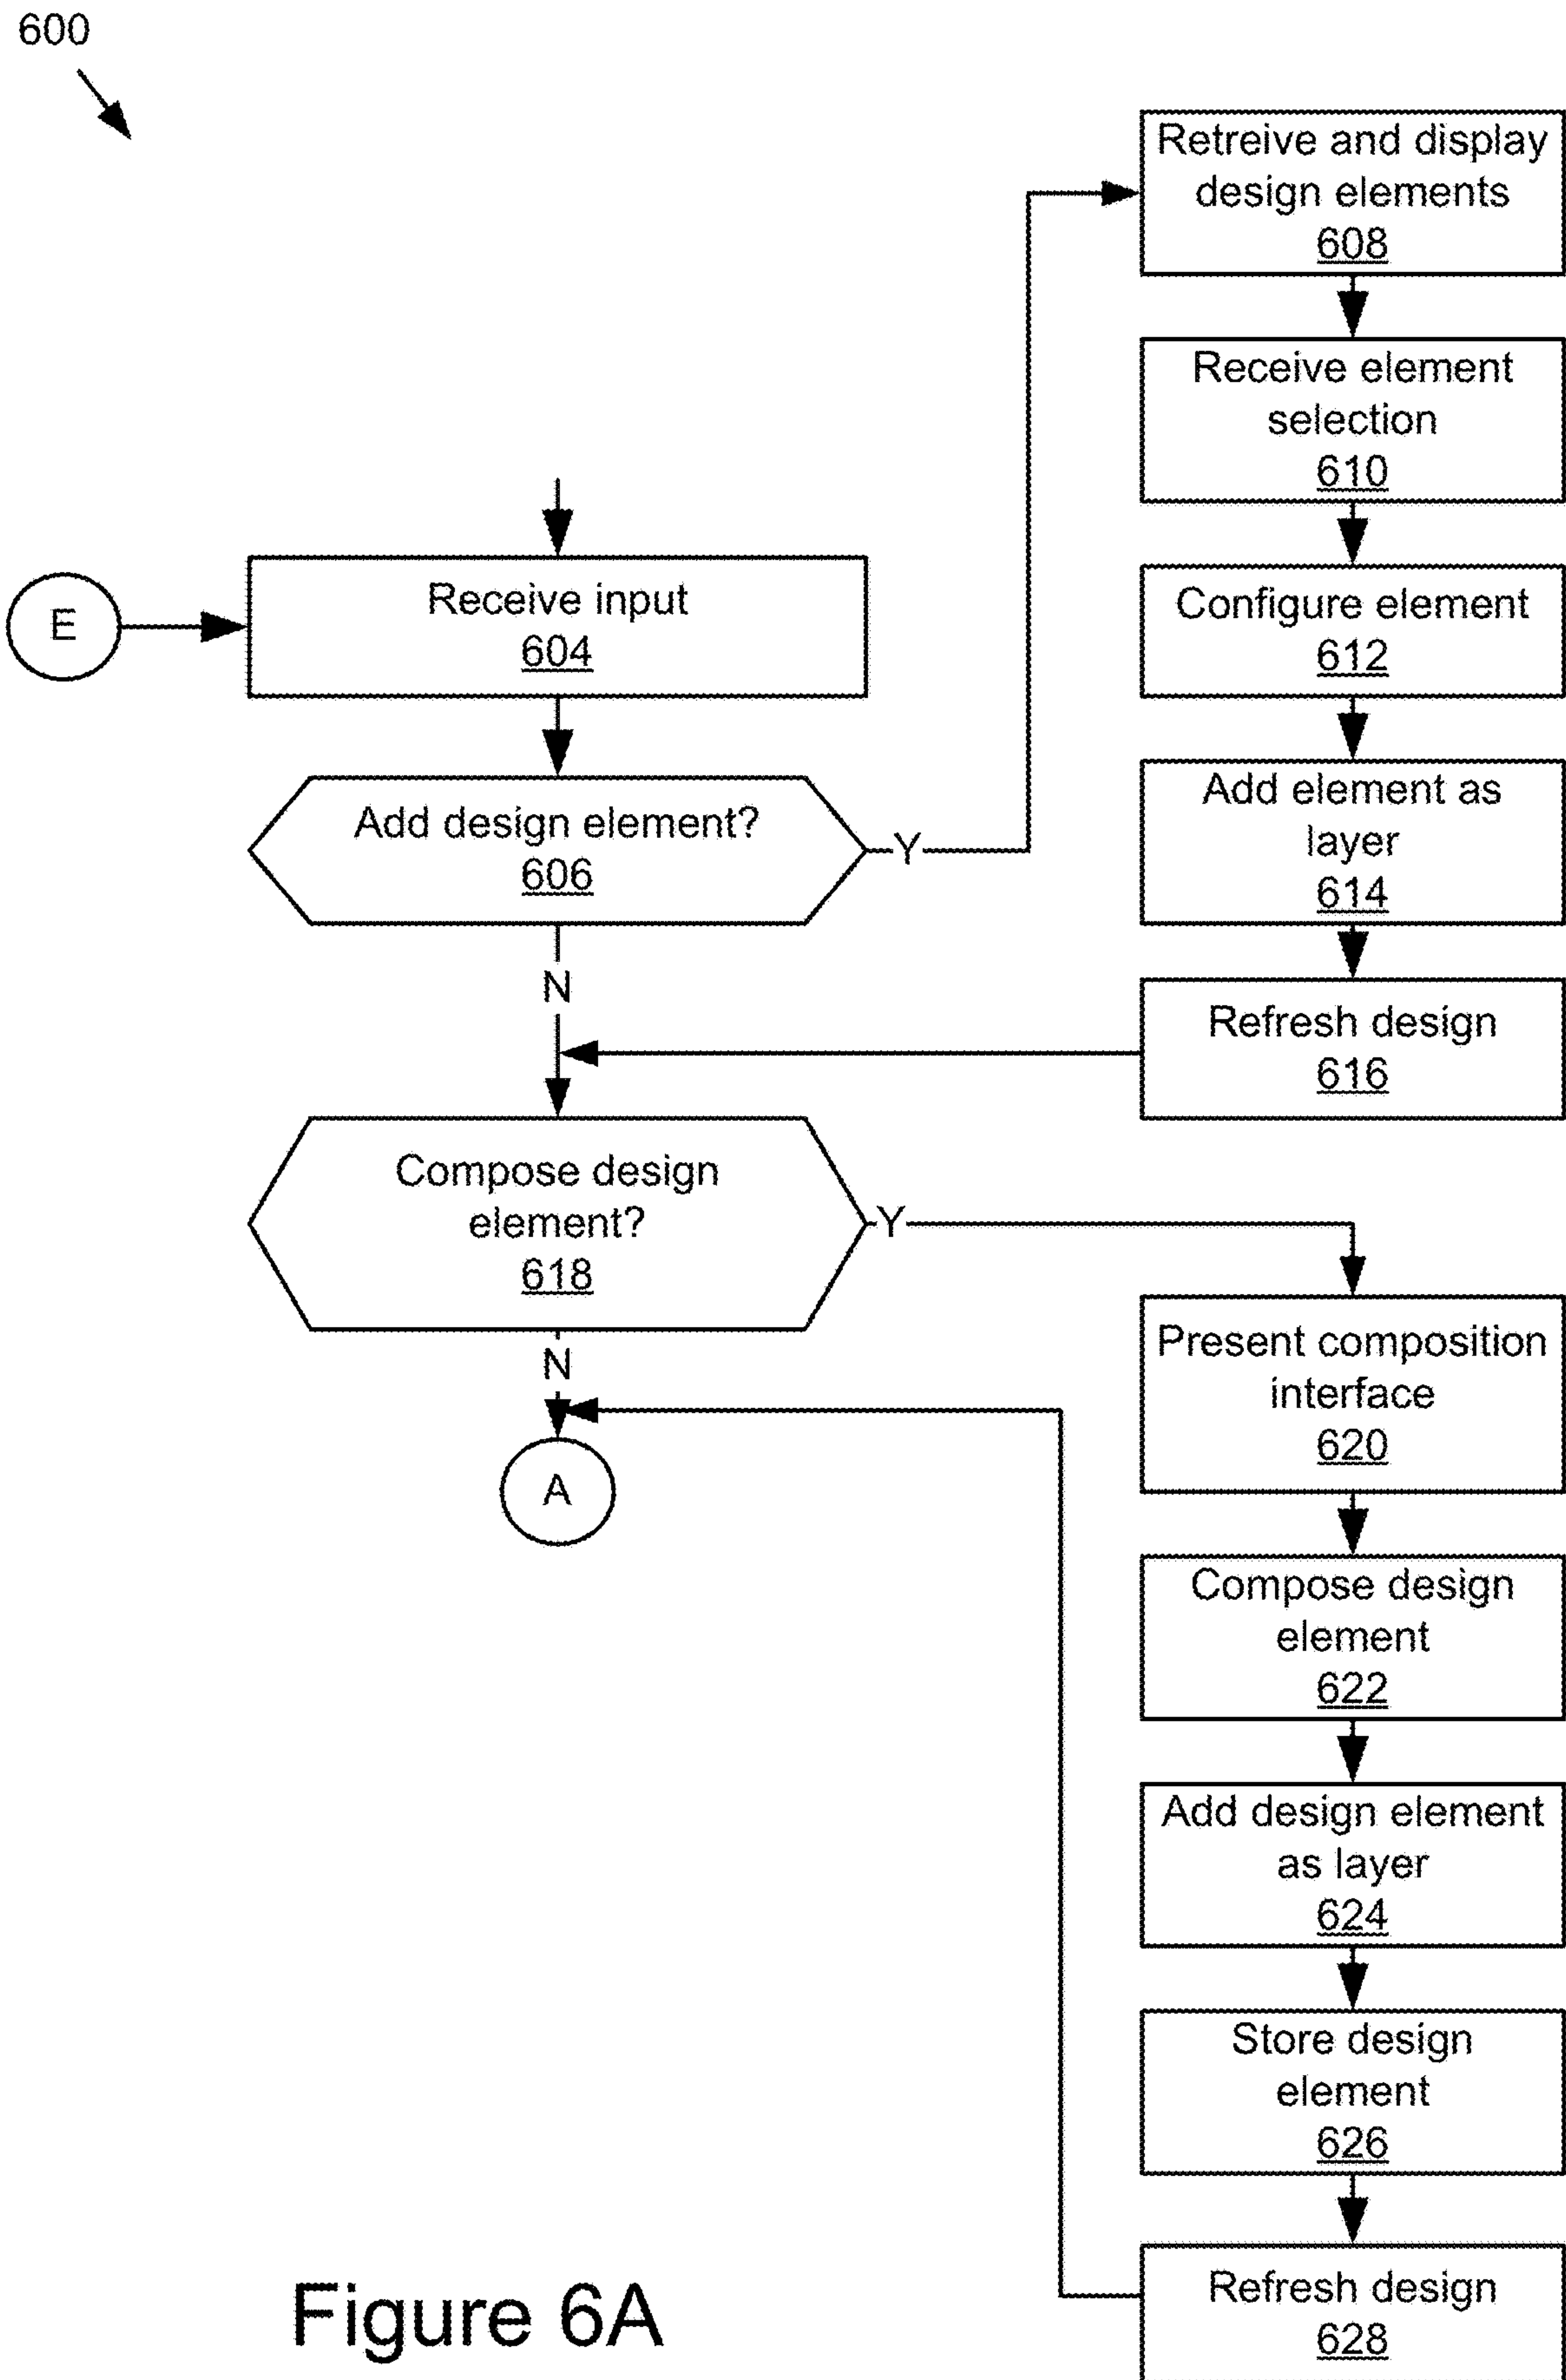 600
Retreive and display
design elements
608
Receive element
selection
610
Configure element
612
Add element as
layer
614
Refresh design
616
E
Receive input
604
Add design element?
606
Y
N
Compose design
element?
618
Y
N
A
Present composition
interface
620
Compose design
element
622
Add design element
as layer
624
Store design
element
626
Refresh design
628
Figure 6A